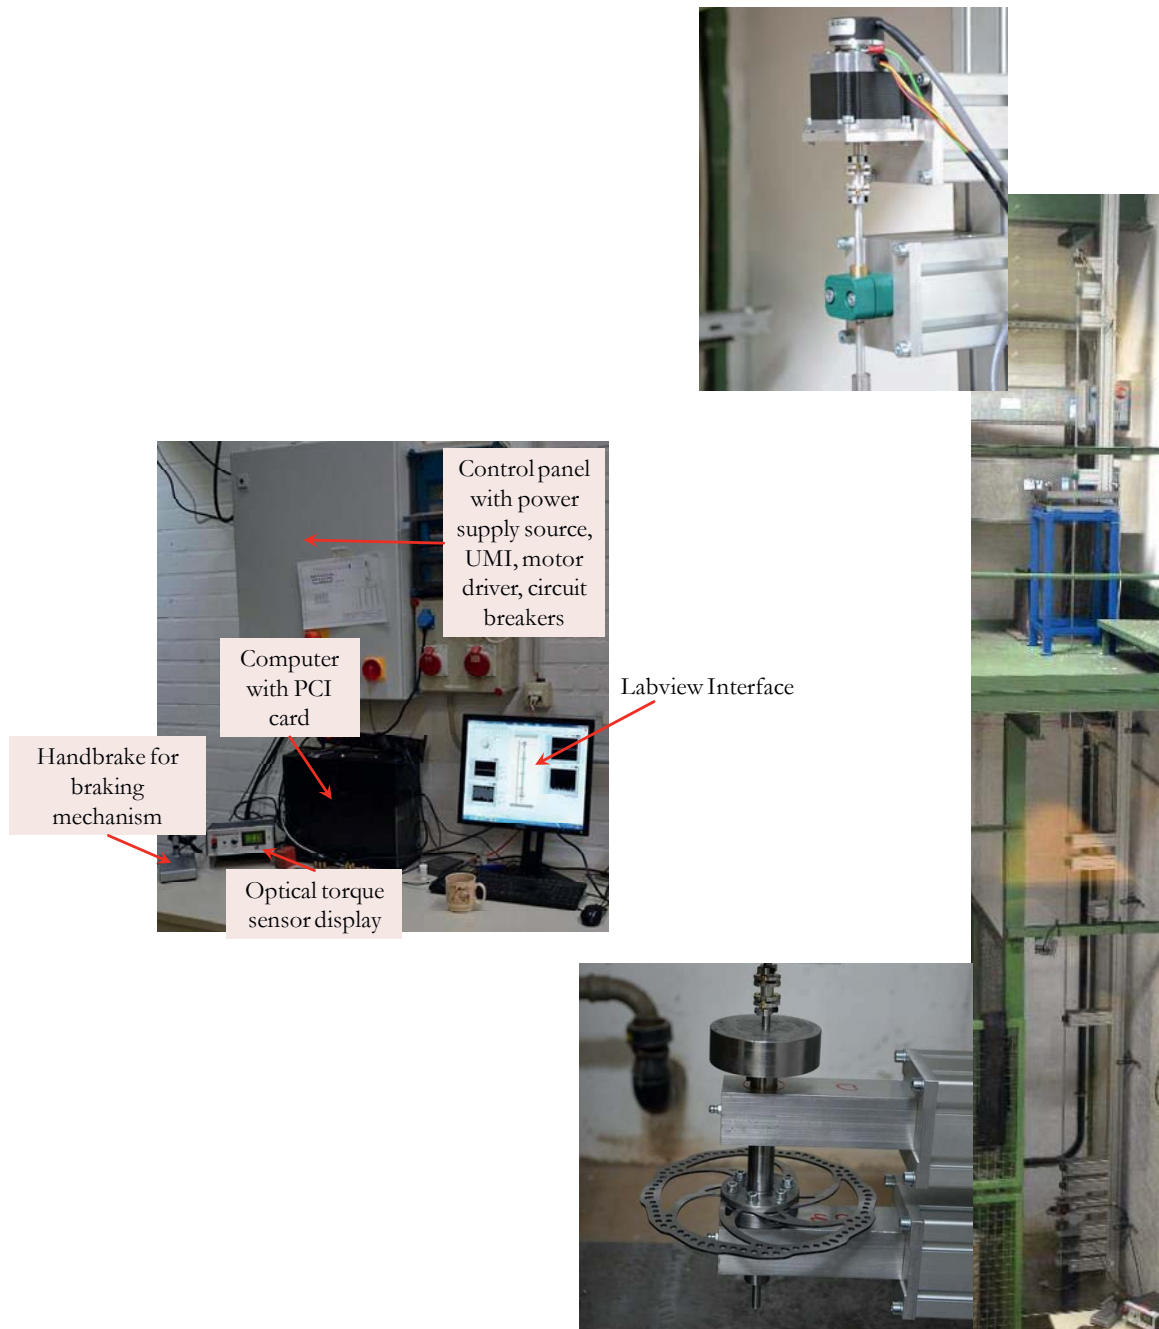 Control panel
with power
supply source,
UMI, motor
driver, circuit
breakers
Computer
with PCI
card
Labview Interface
Handbrake for
braking
mechanism
Optical torque
sensor display